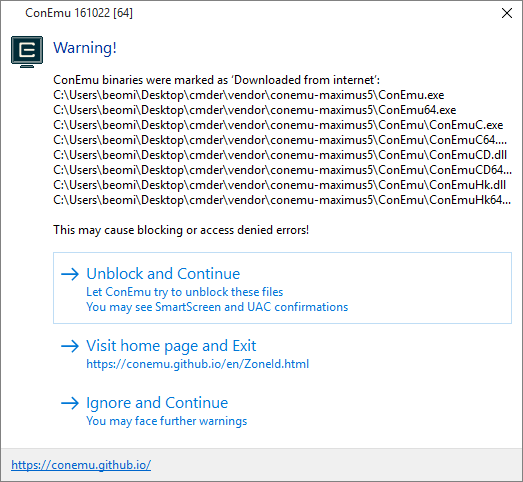 ConEmu 161022 [64]
Warning!
ConEmu binaries were marked as ‘Downloaded from internet’:
C:\Users\beomi\Desktop\cmder\vendor\conemu-maximus5\ConEmu.exe
C:\Users\beomi\Desktop\cmder\vendor\conemu-maximus5\ConEmu64.exe
C:\Users\beomi\Desktop\cmder\vendor\conemu-maximus5\ConEmu\ConEmuC.exe
C:\Users\beomi\Desktop\cmder\vendor\conemu-maximus5\ConEmu\ConEmuC64....
C:\Users\beomi\Desktop\cmder\vendor\conemu-maximus5\ConEmu\ConEmuCD.dll
C:\Users\beomi\Desktop\cmder\vendor\conemu-maximus5\ConEmu\ConEmuCD64...
C:\Users\beomi\Desktop\cmder\vendor\conemu-maximus5\ConEmu\ConEmuHk.dll
C:\Users\beomi\Desktop\cmder\vendor\conemu-maximus5\ConEmu\ConEmuHk64...
This may cause blocking or access denied errors!
Unblock and Continue
Let ConEmu try to unblock these files
You may see SmartScreen and UAC confirmations
Visit home page and Exit
https://conemu.github.io/en/ZoneId.html
Ignore and Continue
You may face further warnings
https://conemu.github.io/